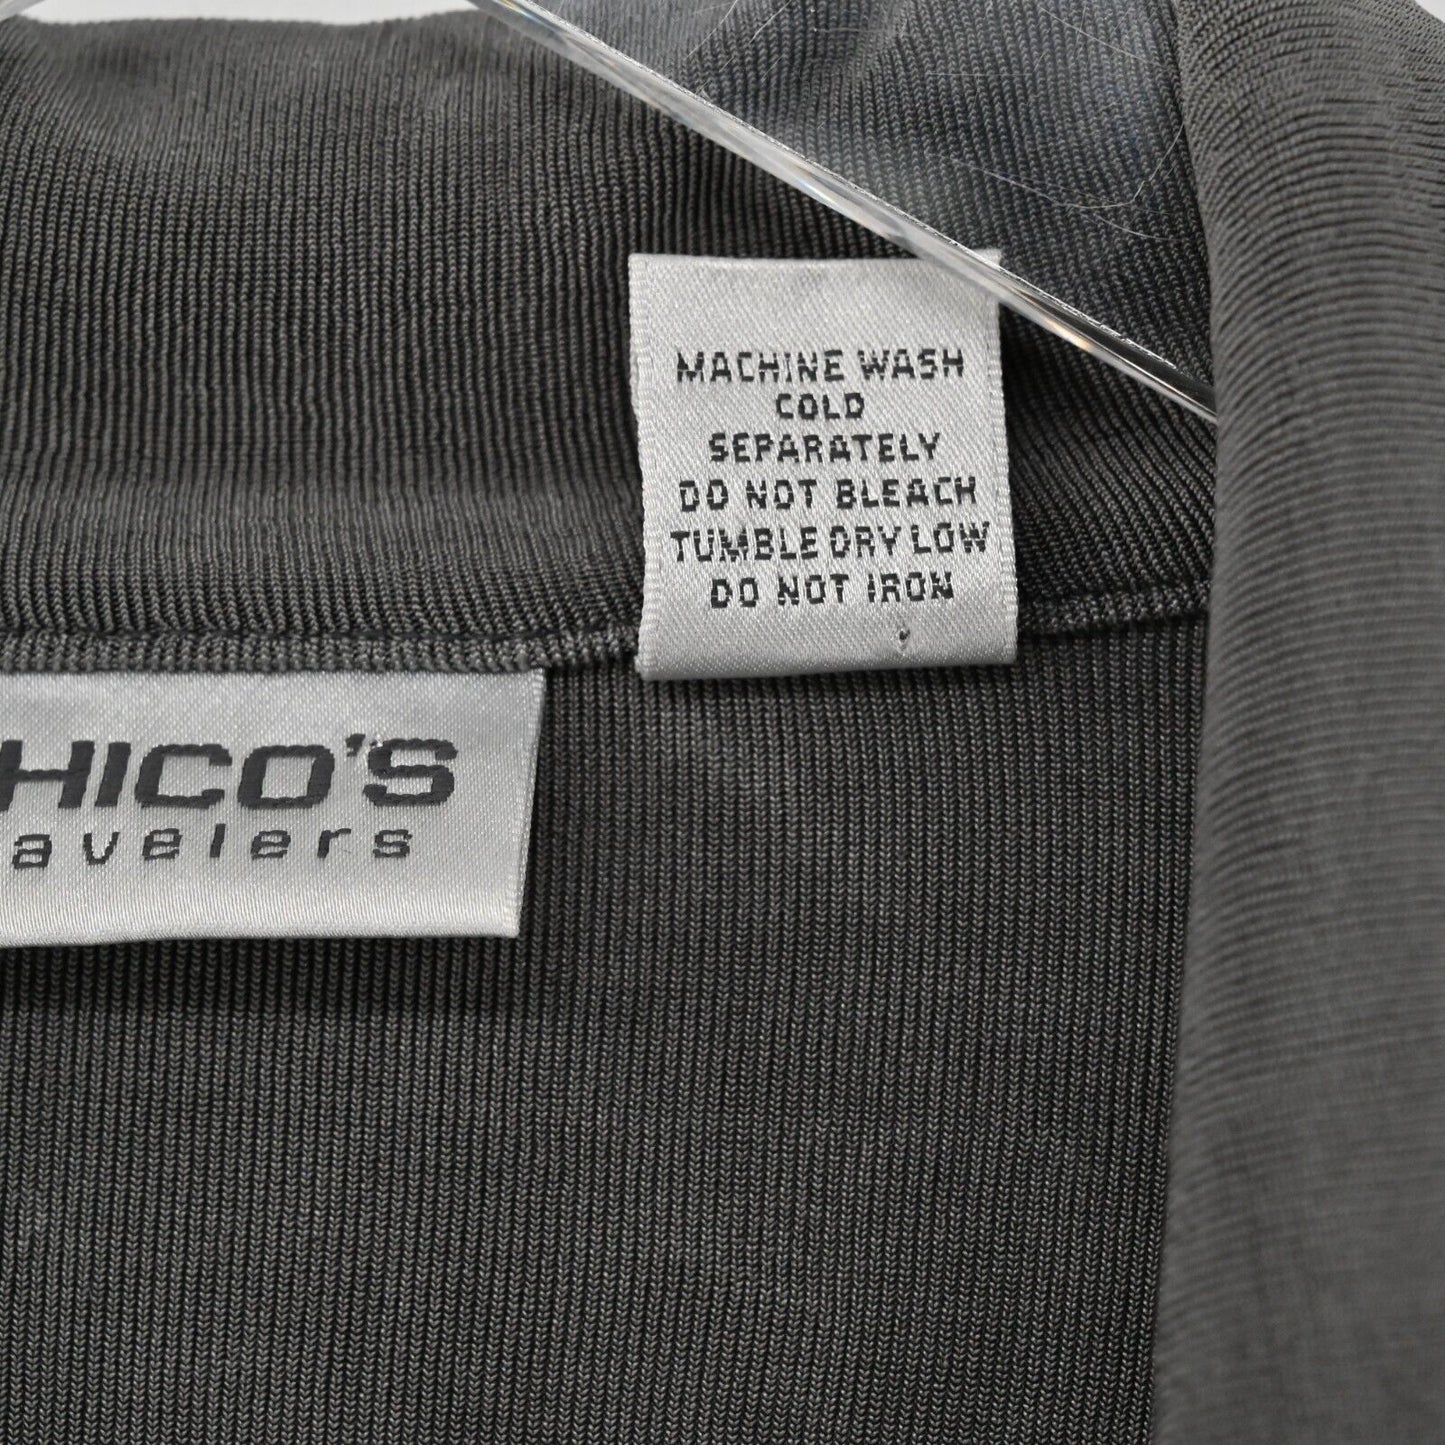 MACHINE WASH
COLD
SEPARATELY
DO NOT BLEACH
TUMBLE DRY LOW
DO NOT IRON
HICO'S
avelers